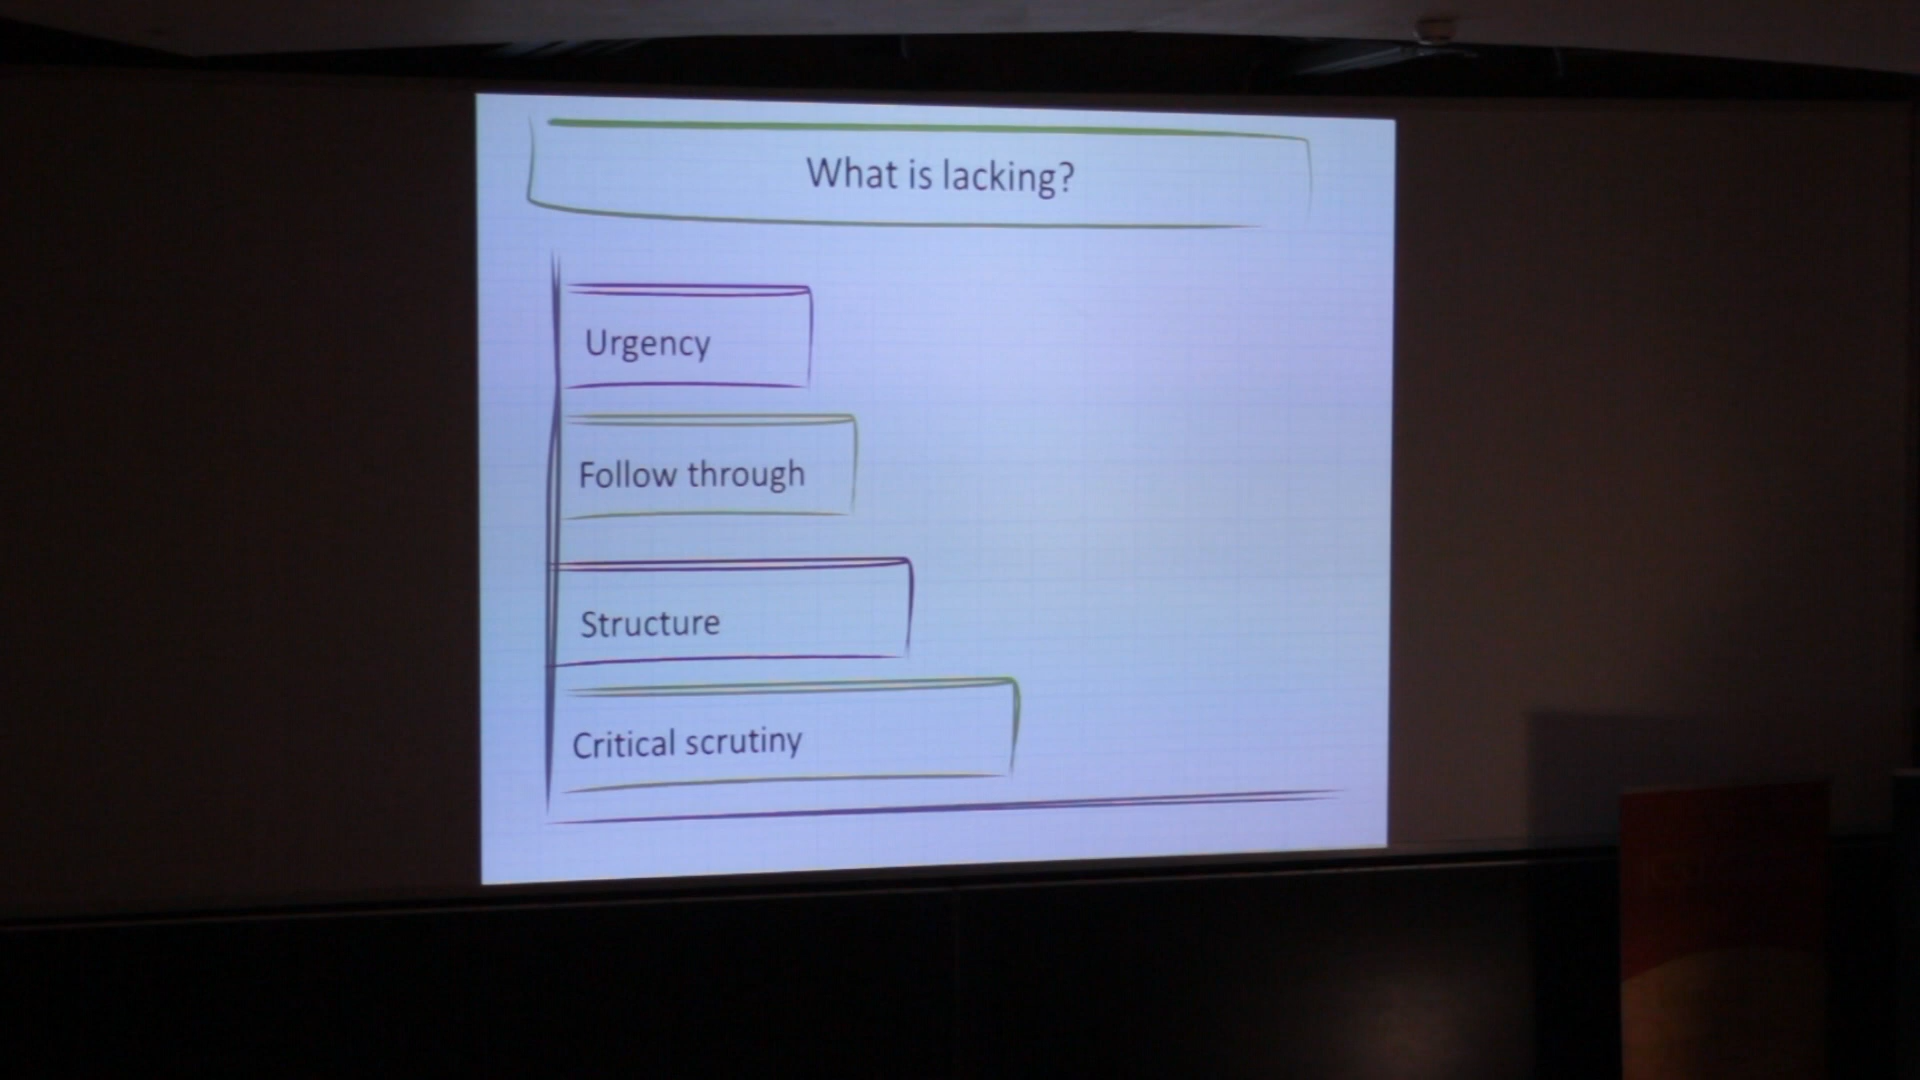 What is lacking?
Urgency
Follow through
Structure
Critical scrutiny